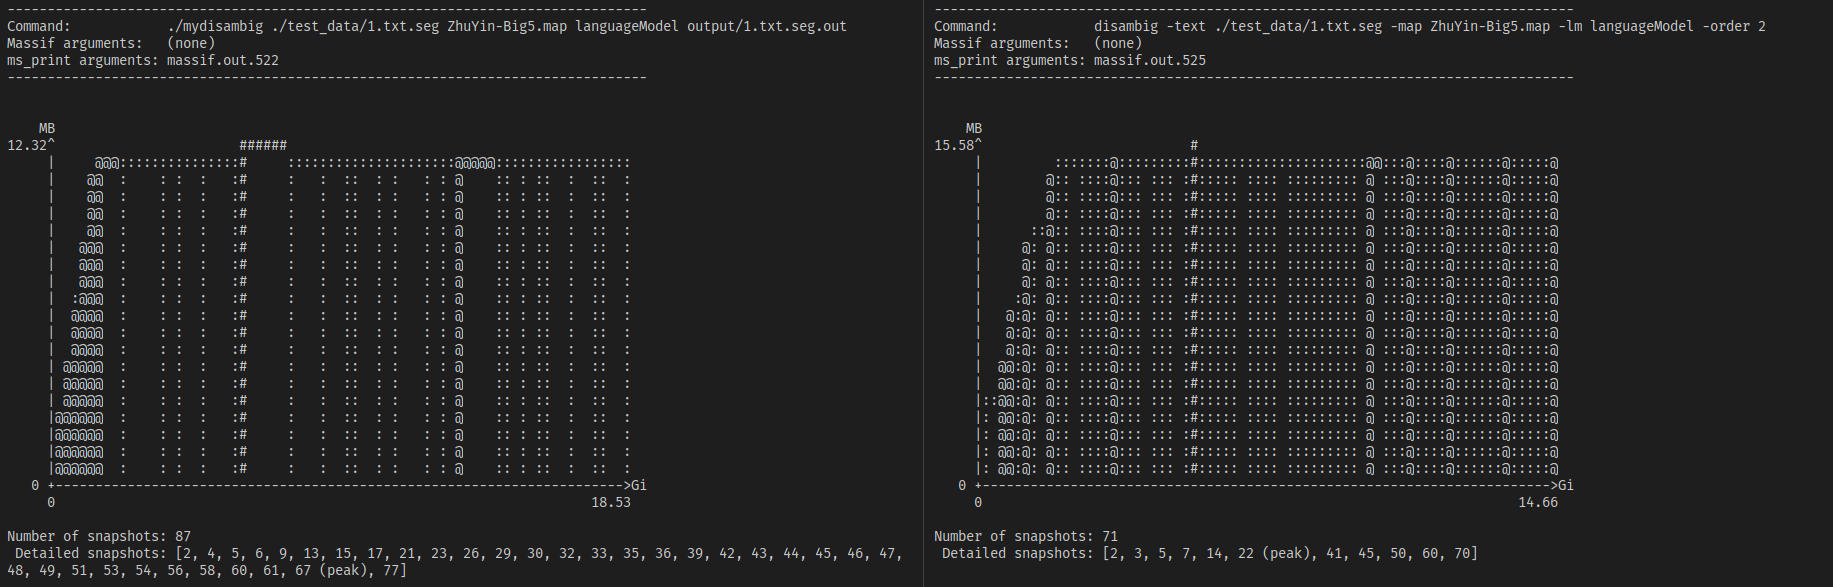 --------------------------------------------------------------------------------
Command:            ./mydisambig ./test_data/1.txt.seg ZhuYin-Big5.map languageModel output/1.txt.seg.out
Massif arguments:   (none)
ms_print arguments: massif.out.522
--------------------------------------------------------------------------------
MB
12.32^
0
Gi
0
18.53
Number of snapshots: 87
Detailed snapshots: [2, 4, 5, 6, 9, 13, 15, 17, 21, 23, 26, 29, 30, 32, 33, 35, 36, 39, 42, 43, 44, 45, 46, 47,
48, 49, 51, 53, 54, 56, 58, 60, 61, 67 (peak), 77]
--------------------------------------------------------------------------------
Command:            disambig -text ./test_data/1.txt.seg -map ZhuYin-Big5.map -lm languageModel -order 2
Massif arguments:   (none)
ms_print arguments: massif.out.525
--------------------------------------------------------------------------------
MB
15.58^
0
Gi
0
14.66
Number of snapshots: 71
Detailed snapshots: [2, 3, 5, 7, 14, 22 (peak), 41, 45, 50, 60, 70]